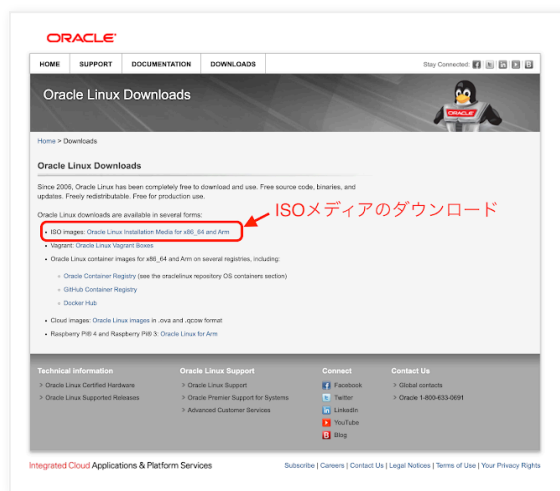 ORACLE
HOME SUPPORT DOCUMENTATION DOWNLOADS Stay Connected:
Oracle Linux Downloads
ORACLE
Home > Downloads
Oracle Linux Downloads
Since 2006, Oracle Linux has been completely free to download and use. Free source code, binaries, and
updates. Freely redistributable. Free for production use.
Oracle Linux downloads are available in several forms:
ISOメディアのダウンロード
• ISO images: Oracle Linux Installation Media for x86_64 and Arm
• Vagrant: Oracle Linux Vagrant Boxes
• Oracle Linux container images for x86_64 and Arm on several registries, including:
Oracle Container Registry (see the oraclelinux repository OS containers section)
GitHub Container Registry
Docker Hub
• Cloud images: Oracle Linux images in .ova and .qcow format
• Raspberry Pi® 4 and Raspberry Pi® 3: Oracle Linux for Arm
Technical information Oracle Linux Support Connect Contact Us
> Oracle Linux Certified Hardware > Oracle Linux Support Facebook > Global contacts
> Oracle Linux Supported Releases > Oracle Premier Support for Systems Twitter > Oracle 1-800-633-0691
> Advanced Customer Services LinkedIn
YouTube
Blog
Integrated Cloud Applications & Platform Services Subscribe | Careers | Contact Us | Legal Notices | Terms of Use | Your Privacy Rights